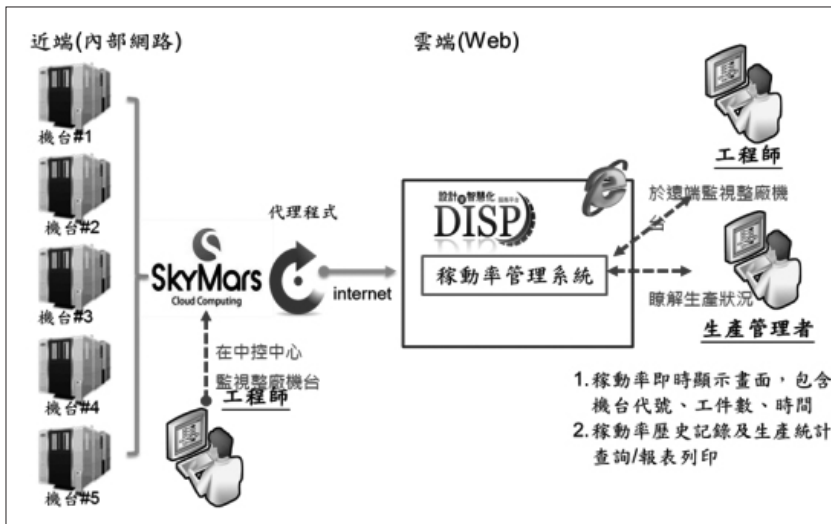 近端(內部網路)
機台#1
機台#2
機台#3
機台#4
機台#5
代理程式
SkyMars
Cloud Computing
internet
在中控中心
監視整廠機台
工程師
雲端(Web)
設計智慧化服務平台
DISP
稼動率管理系統
工程師
於遠端監視整廠機
台
瞭解生產狀況
生產管理者
1.稼動率即時顯示畫面，包含
機台代號、工件數、時間
2.稼動率歷史記錄及生產統計
查詢/報表列印